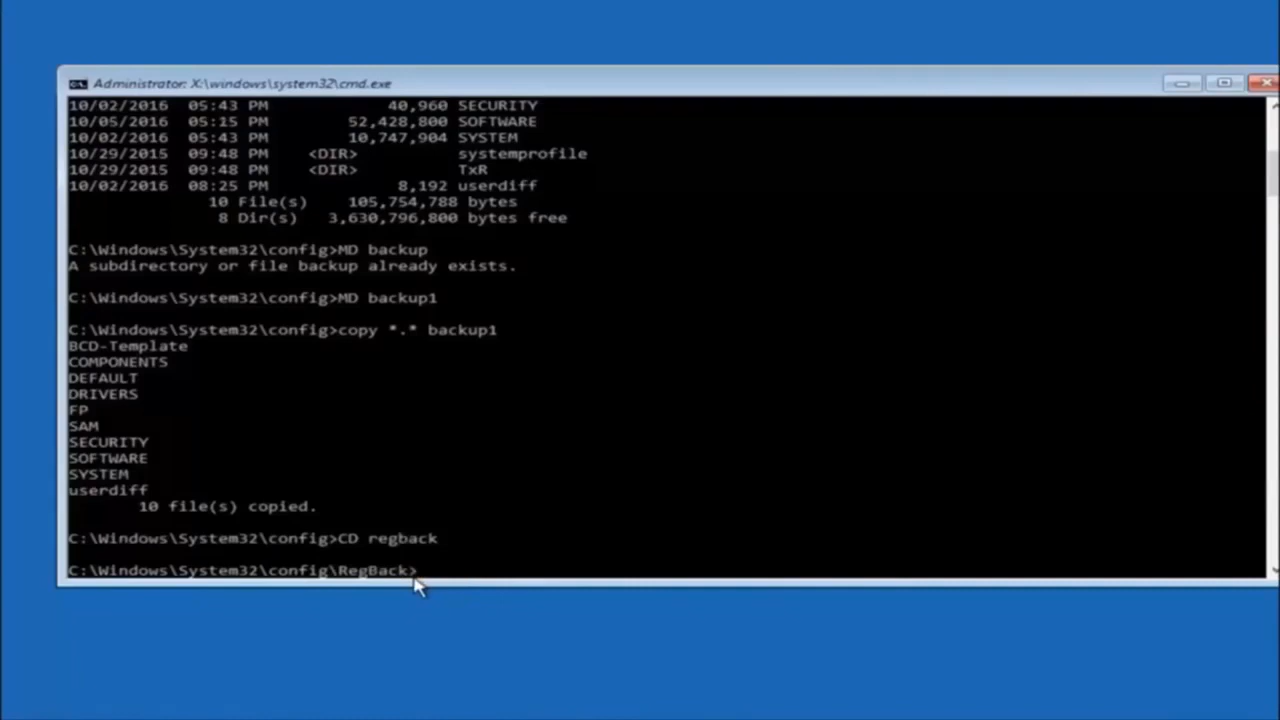 Administrator: X:\windows\system32\cmd.exe
10/02/2016  05:43 PM            40,960 SECURITY
10/05/2016  05:15 PM        52,428,800 SOFTWARE
10/02/2016  05:43 PM        10,747,904 SYSTEM
10/29/2015  09:48 PM    <DIR>          systemprofile
10/29/2015  09:48 PM    <DIR>          TxR
10/02/2016  08:25 PM             8,192 userdiff
              10 File(s)    105,754,788 bytes
               8 Dir(s)   3,630,796,800 bytes free
C:\Windows\System32\config>MD backup
A subdirectory or file backup already exists.
C:\Windows\System32\config>MD backup1
C:\Windows\System32\config>copy *.* backup1
BCD-Template
COMPONENTS
DEFAULT
DRIVERS
FP
SAM
SECURITY
SOFTWARE
SYSTEM
userdiff
       10 file(s) copied.
C:\Windows\System32\config>CD regback
C:\Windows\System32\config\RegBack>